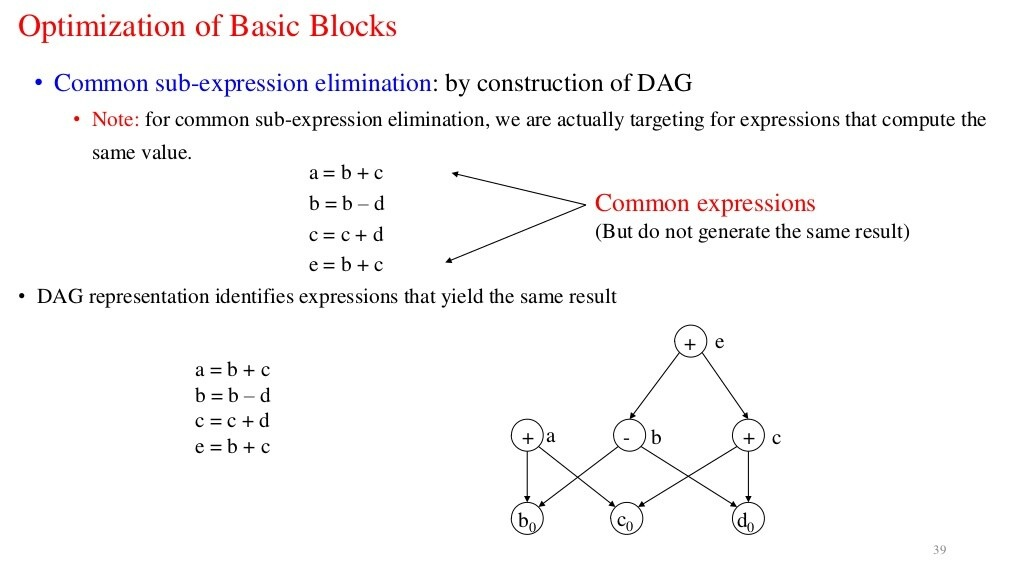 Optimization of Basic Blocks
• Common sub-expression elimination: by construction of DAG
• Note: for common sub-expression elimination, we are actually targeting for expressions that compute the
same value.
a = b + c
b = b – d
c = c + d
e = b + c
Common expressions
(But do not generate the same result)
• DAG representation identifies expressions that yield the same result
a = b + c
b = b – d
c = c + d
e = b + c
+ e
+ a - b + c
b0 c0 d0
39